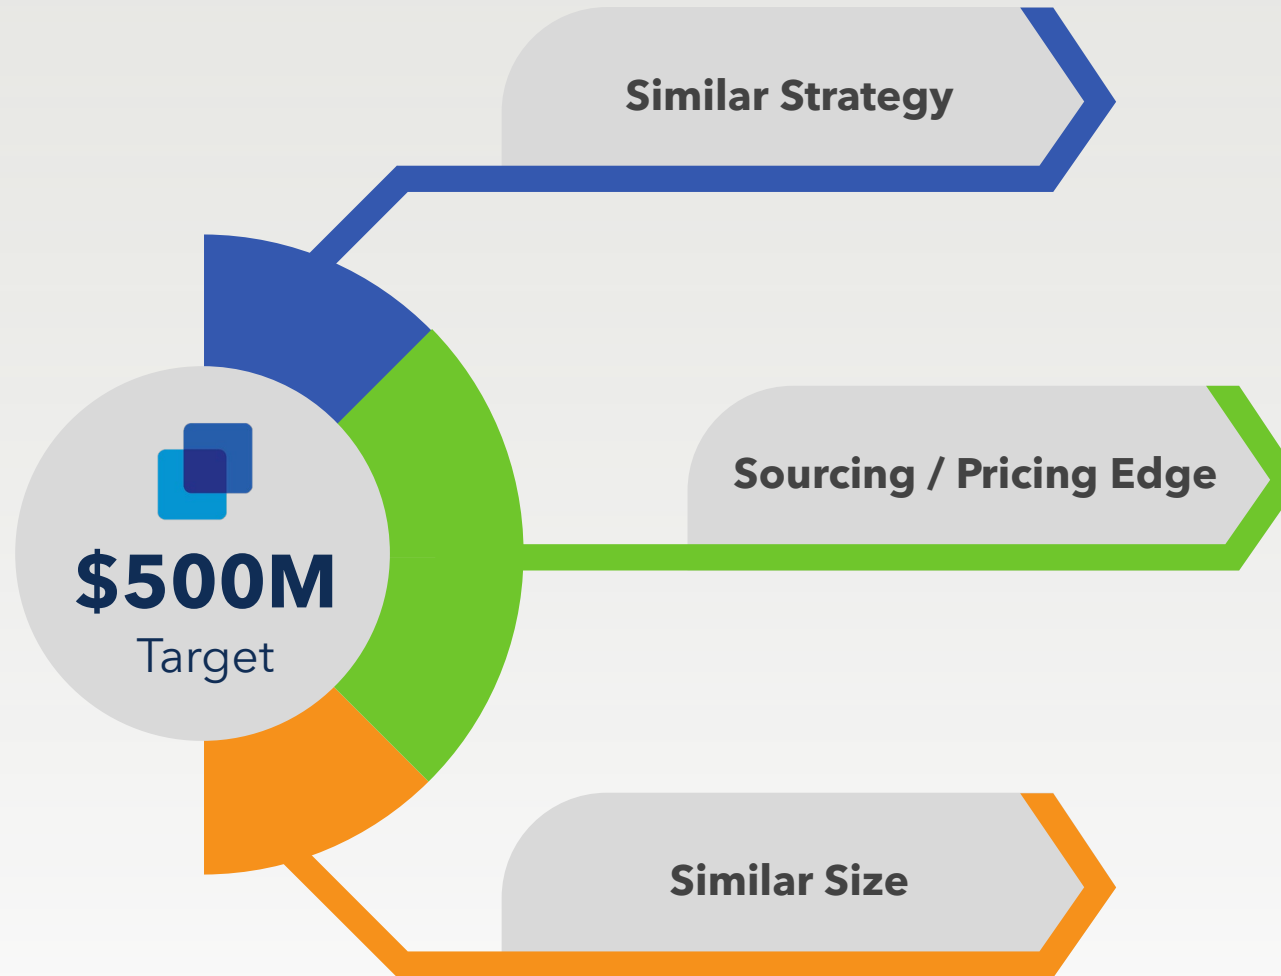 Similar Strategy
Sourcing / Pricing Edge
$500M
Target
Similar Size